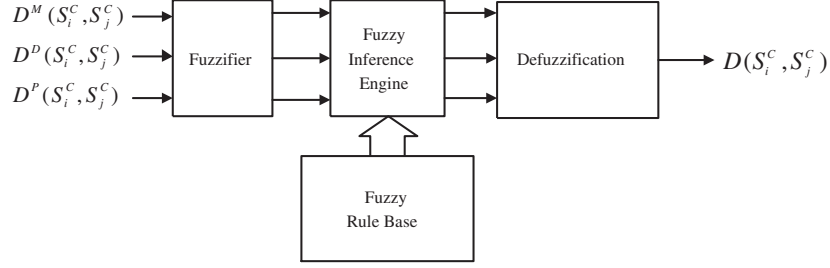 D^M(S_i^C, S_j^C)
D^D(S_i^C, S_j^C)
D^P(S_i^C, S_j^C)
Fuzzifier
Fuzzy
Inference
Engine
Defuzzification
D(S_i^C, S_j^C)
Fuzzy
Rule Base